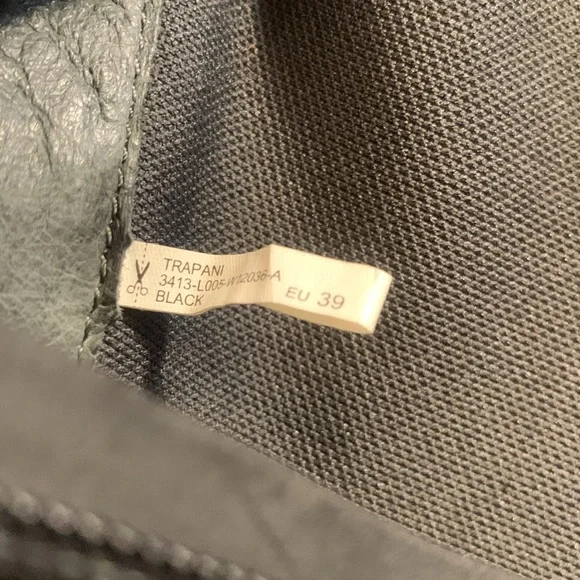 TRAPANI
3413-L005-W12036-A
BLACK
EU 39